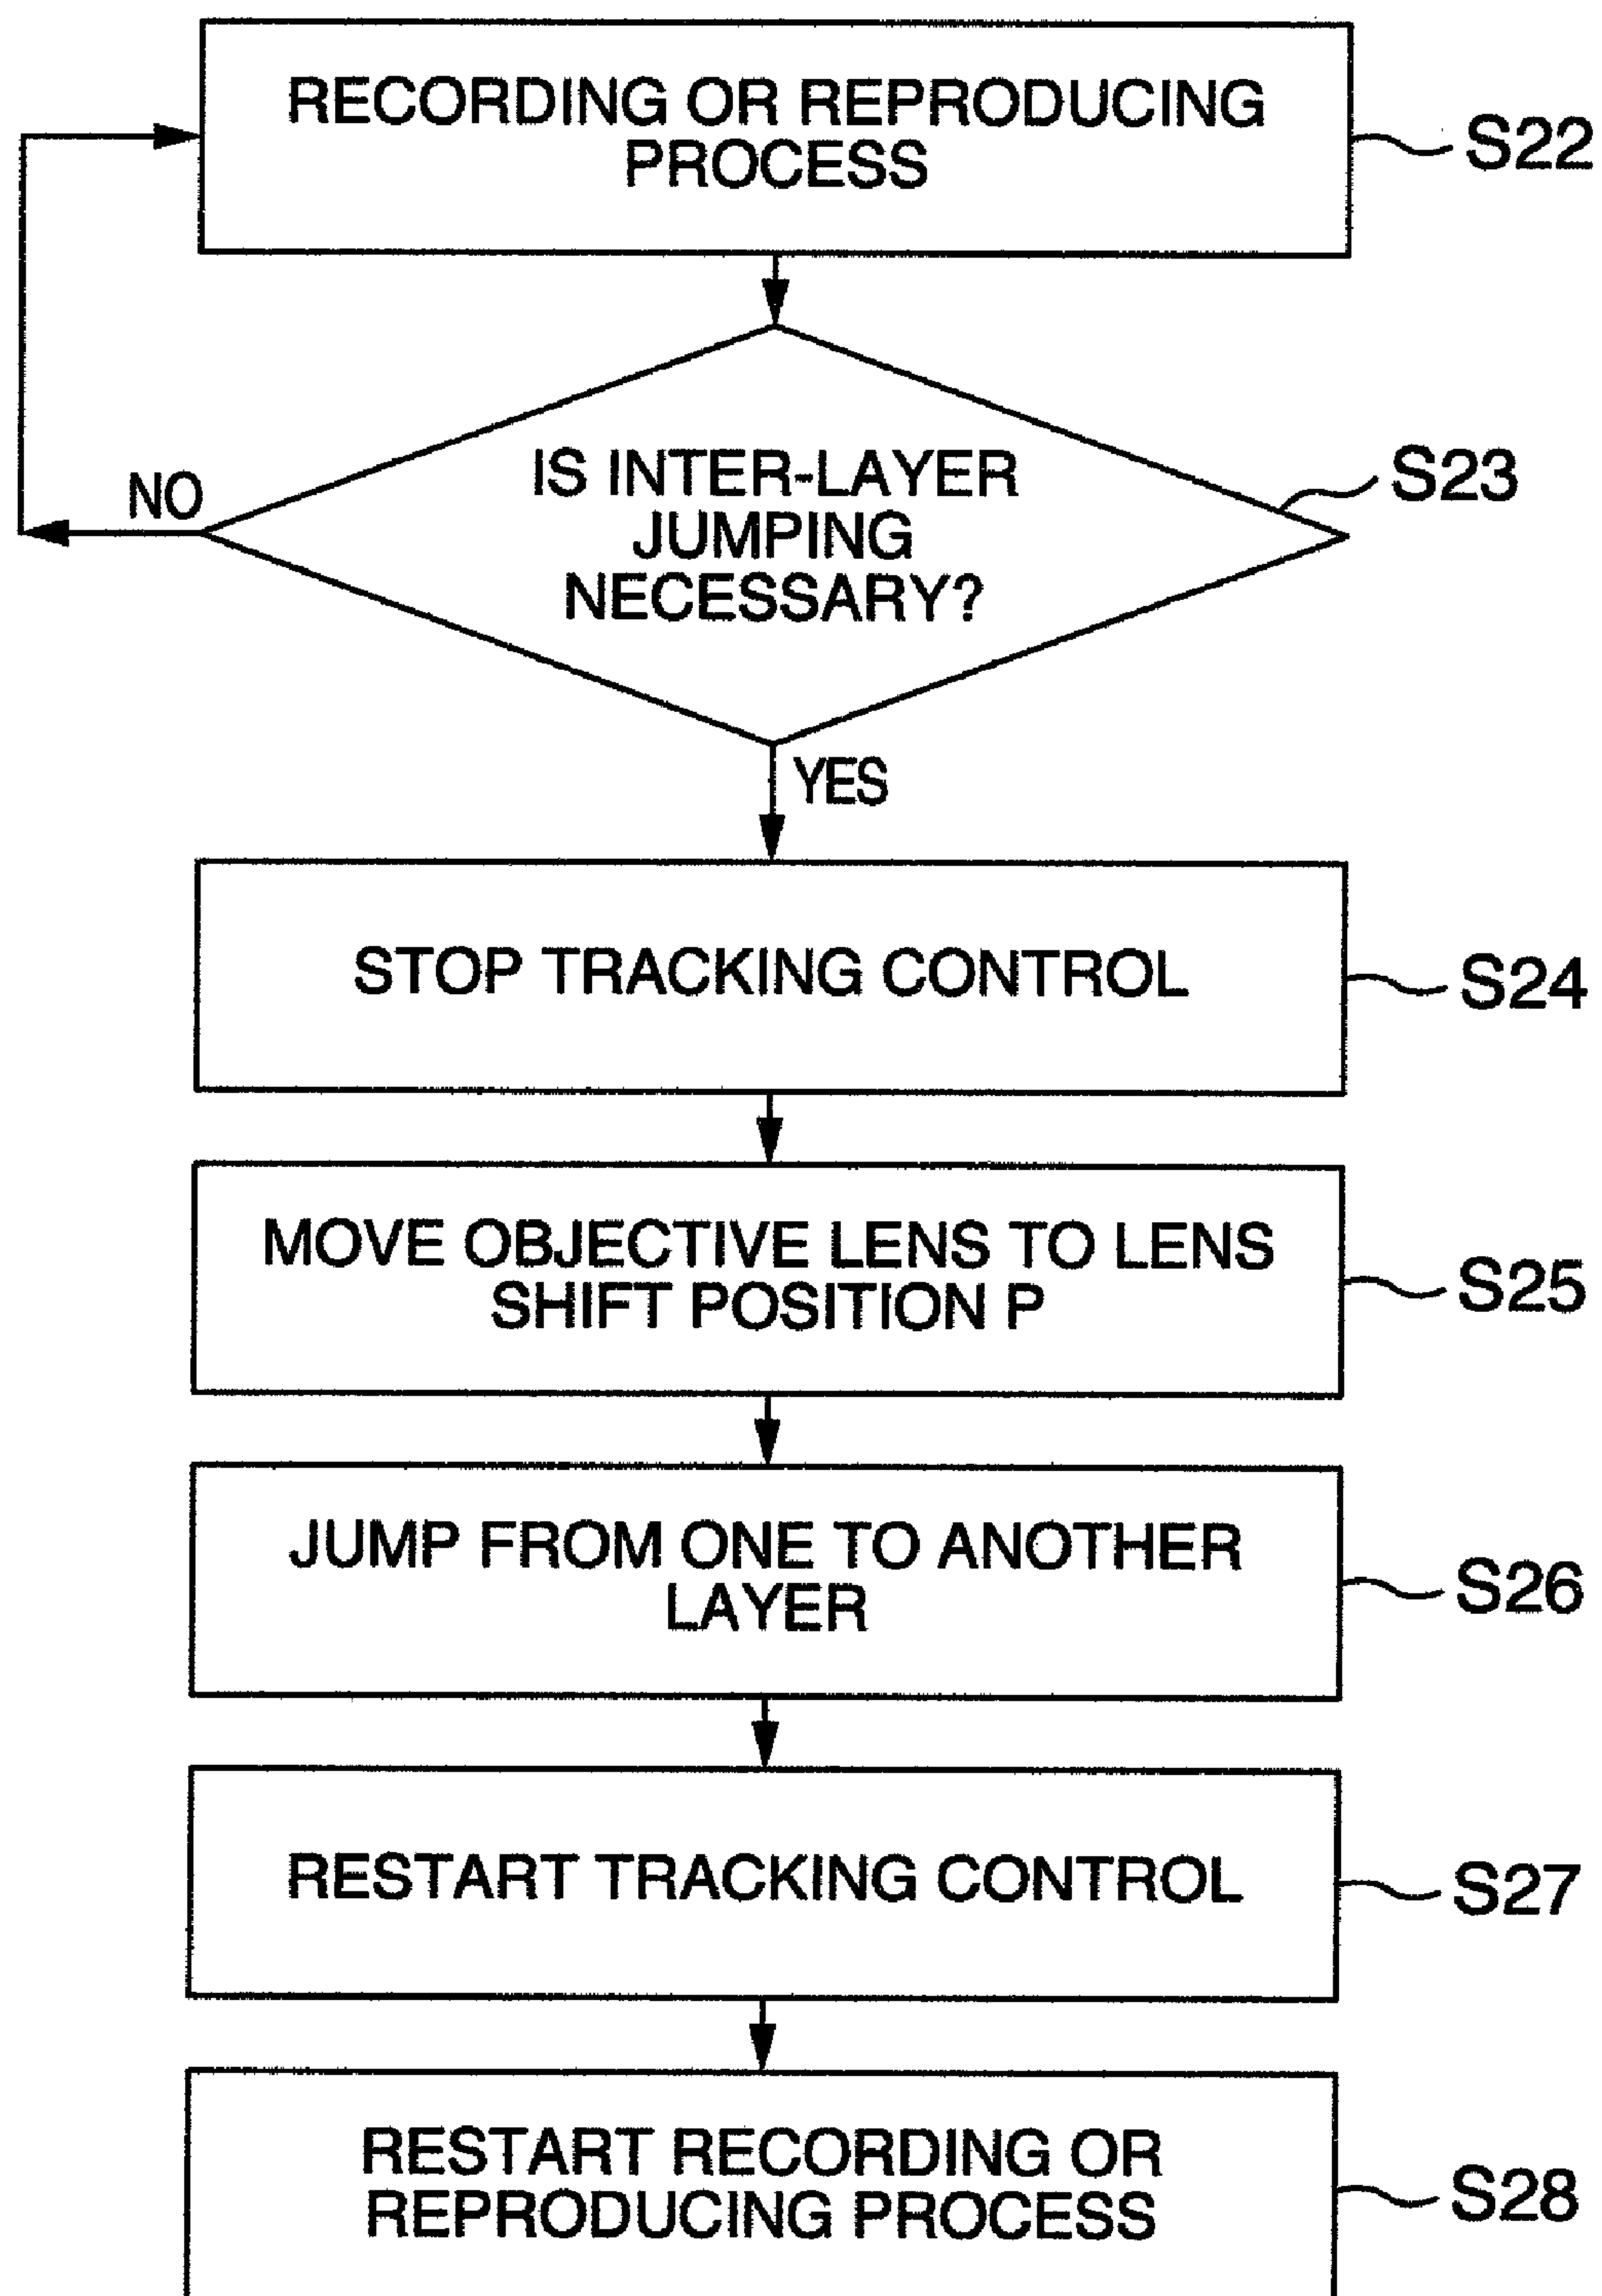 RECORDING OR REPRODUCING
PROCESS
S22
IS INTER-LAYER
JUMPING
NECESSARY?
S23
NO
YES
STOP TRACKING CONTROL
S24
MOVE OBJECTIVE LENS TO LENS
SHIFT POSITION P
S25
JUMP FROM ONE TO ANOTHER
LAYER
S26
RESTART TRACKING CONTROL
S27
RESTART RECORDING OR
REPRODUCING PROCESS
S28